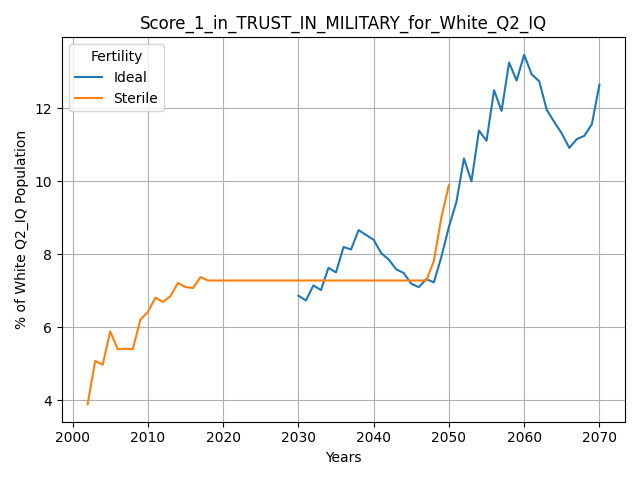 Score_1_in_TRUST_IN_MILITARY_for_White_Q2_IQ
Fertility
Ideal
Sterile
% of White Q2_IQ Population
12
10
8
6
4
2000 2010 2020 2030 2040 2050 2060 2070
Years